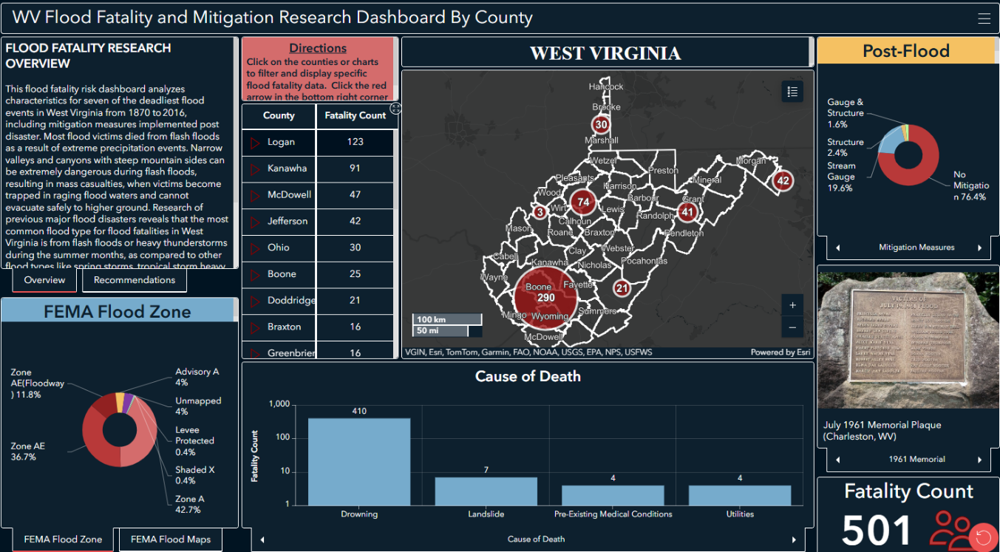 WV Flood Fatality and Mitigation Research Dashboard By County
FLOOD FATALITY RESEARCH
OVERVIEW
This flood fatality risk dashboard analyzes
characteristics for seven of the deadliest flood
events in West Virginia from 1870 to 2016,
including mitigation measures implemented post
disaster. Most flood victims died from flash floods
as a result of extreme precipitation events. Narrow
valleys and canyons with steep mountain sides can
be extremely dangerous during flash floods,
resulting in mass casualties, when victims become
trapped in raging flood waters and cannot
evacuate safely to higher ground. Research of
previous major flood disasters reveals that the most
common flood type for flood fatalities in West
Virginia is from flash floods or heavy thunderstorms
during the summer months, as compared to other
flood types like spring storms, tropical storm heavy
Overview
Recommendations
FEMA Flood Zone
Zone
AE(Floodway
) 11.8%
Zone AE
36.7%
Advisory A
4%
Unmapped
4%
Levee
Protected
0.4%
Shaded X
0.4%
Zone A
42.7%
FEMA Flood Zone
FEMA Flood Maps
Directions
Click on the counties or charts
to filter and display specific
flood fatality data. Click the red
arrow in the bottom right corner
County Fatality Count
Logan 123
Kanawha 91
McDowell 47
Jefferson 42
Ohio 30
Boone 25
Doddridge 21
Braxton 16
Greenbrier 16
WEST VIRGINIA
Hancock
Brooke
30
Marshall
Wetzel
Morgan
Preston
Pleasants
Mineral
42
Harrison
Wood
Barbour
Grant
74
3
Wirt
Lewis
Randolph
41
Calhoun
Mason
Roane
Braxton
Pendleton
Webster
Clay
Cabell
Kanawha
Nicholas
Pocahontas
Wayne
Boone
Fayette
21
290
Mingo
Wyoming
Summers
McDowell
100 km
50 mi
+
−
VGIN, Esri, TomTom, Garmin, FAO, NOAA, USGS, EPA, NPS, USFWS
Powered by Esri
Cause of Death
Fatality Count
1,000
100
10
1
410
7
4
4
Drowning
Landslide
Pre-Existing Medical Conditions
Utilities
Cause of Death
Post-Flood
Gauge &
Structure
1.6%
Structure
2.4%
Stream
Gauge
19.6%
No
Mitigatio
n 76.4%
Mitigation Measures
VICTIMS OF
July 1961 Memorial Plaque
(Charleston, WV)
1961 Memorial
Fatality Count
501